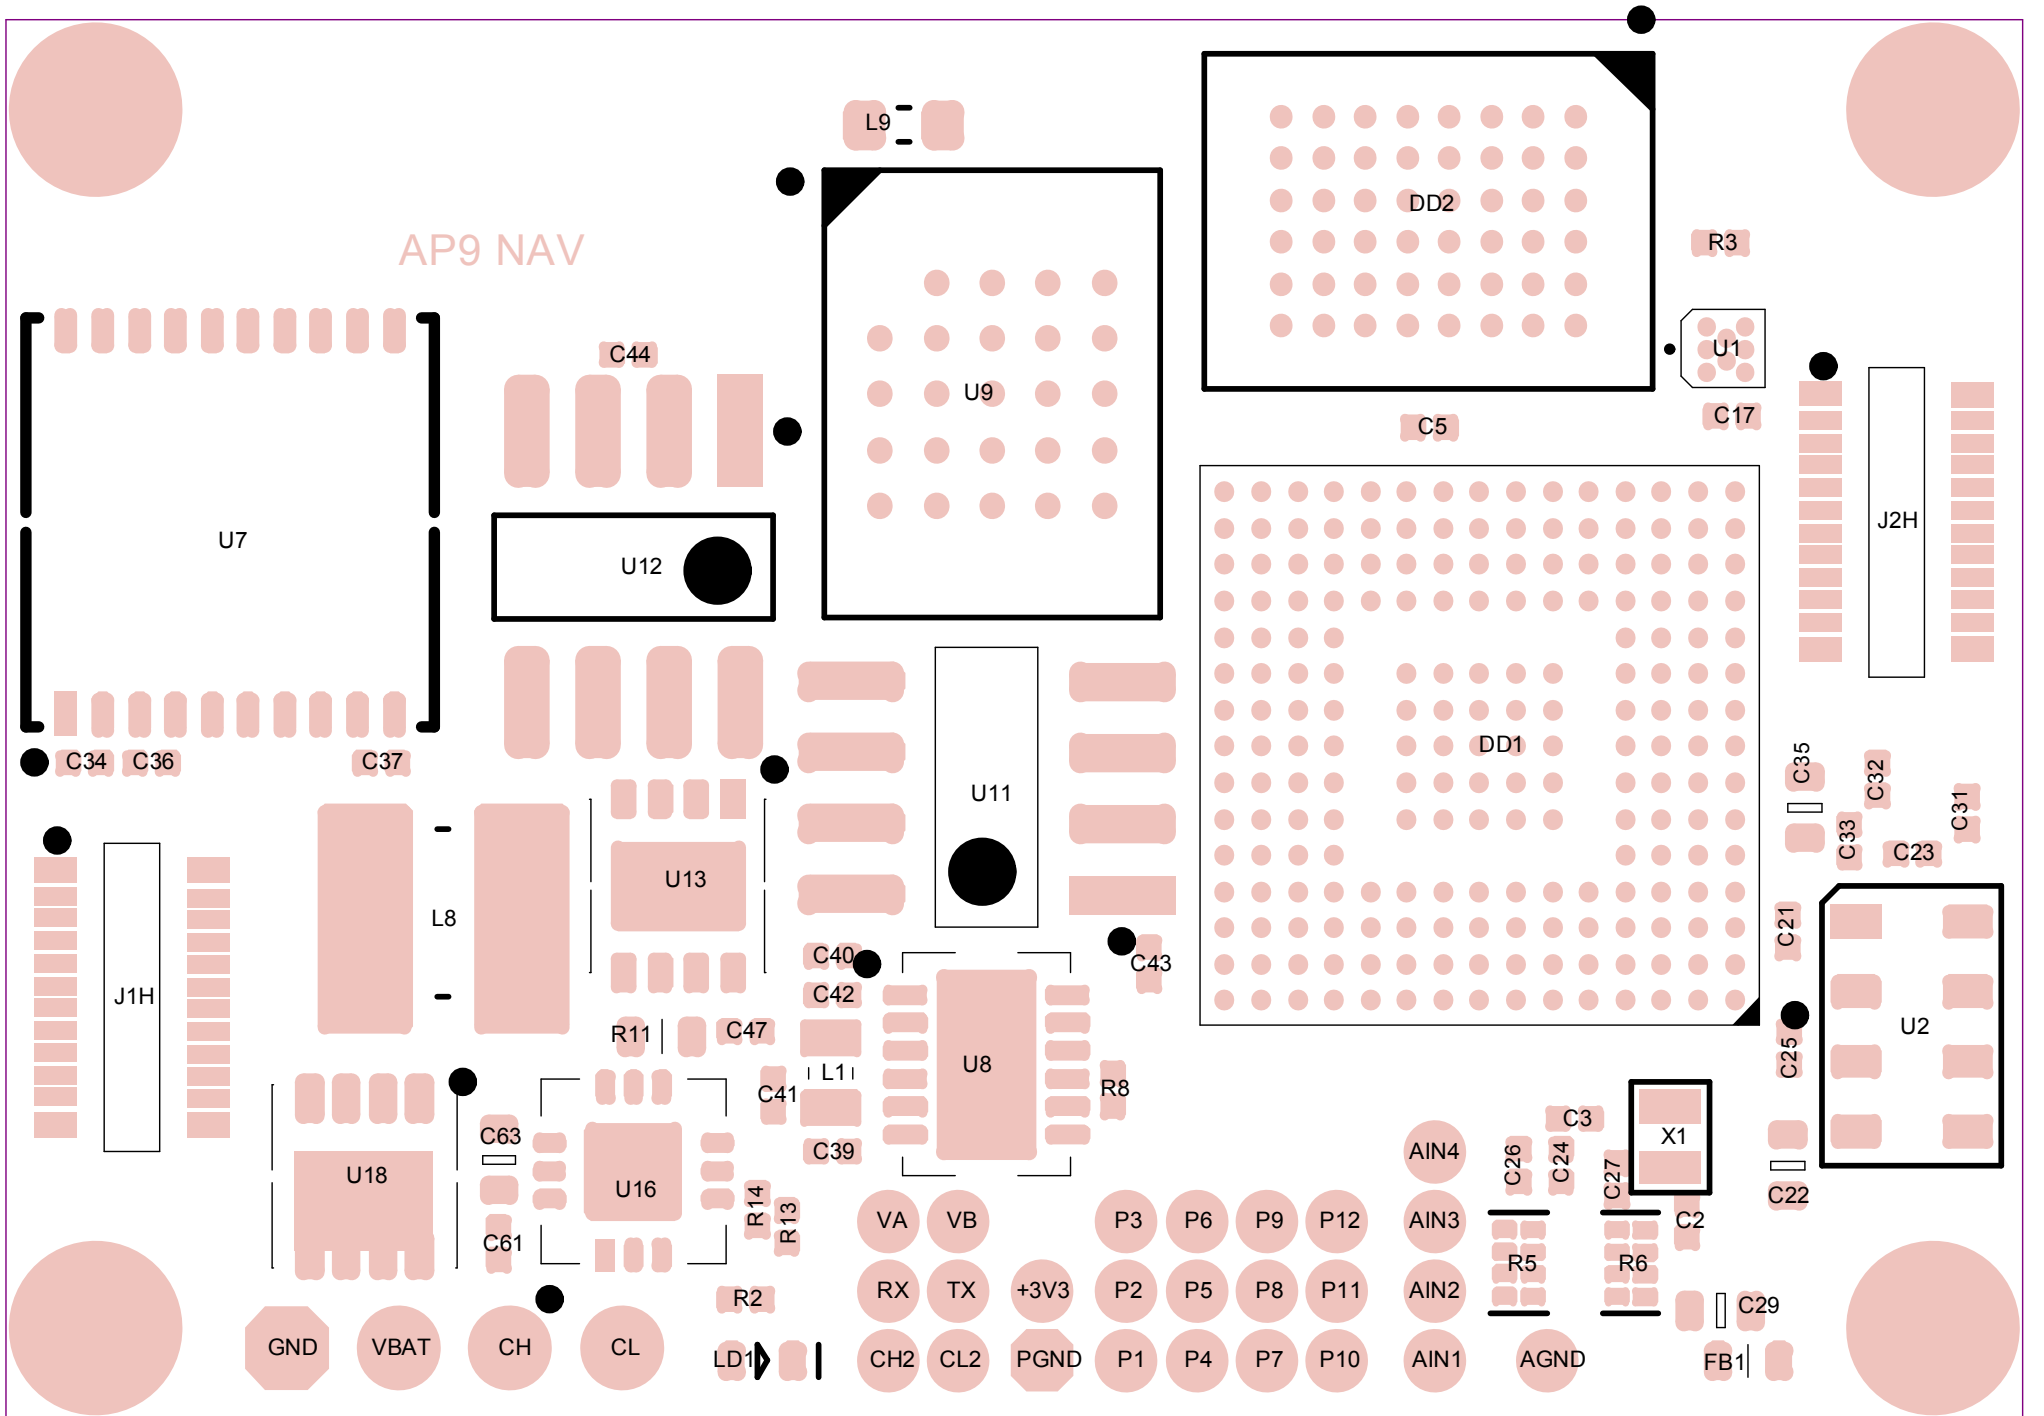 L9
DD2
AP9 NAV
R3
C44
U1
U9
C17
C5
J2H
U7
U12
DD1
C34 C36 C37
C35
C32
U11
C31
C33
C23
U13
L8
C21
C40
C43
C42
J1H
U2
R11 C47
C25
U8
L1
C41
R8
C3
X1
C63
C39
AIN4
C26
C24
C27
U18
U16
C22
R14
R13
VA VB P3 P6 P9 P12 AIN3
C2
C61
R5 R6
R2
RX TX +3V3 P2 P5 P8 P11 AIN2
C29
GND VBAT CH CL
LD1 CH2 CL2 PGND P1 P4 P7 P10 AIN1 AGND FB1